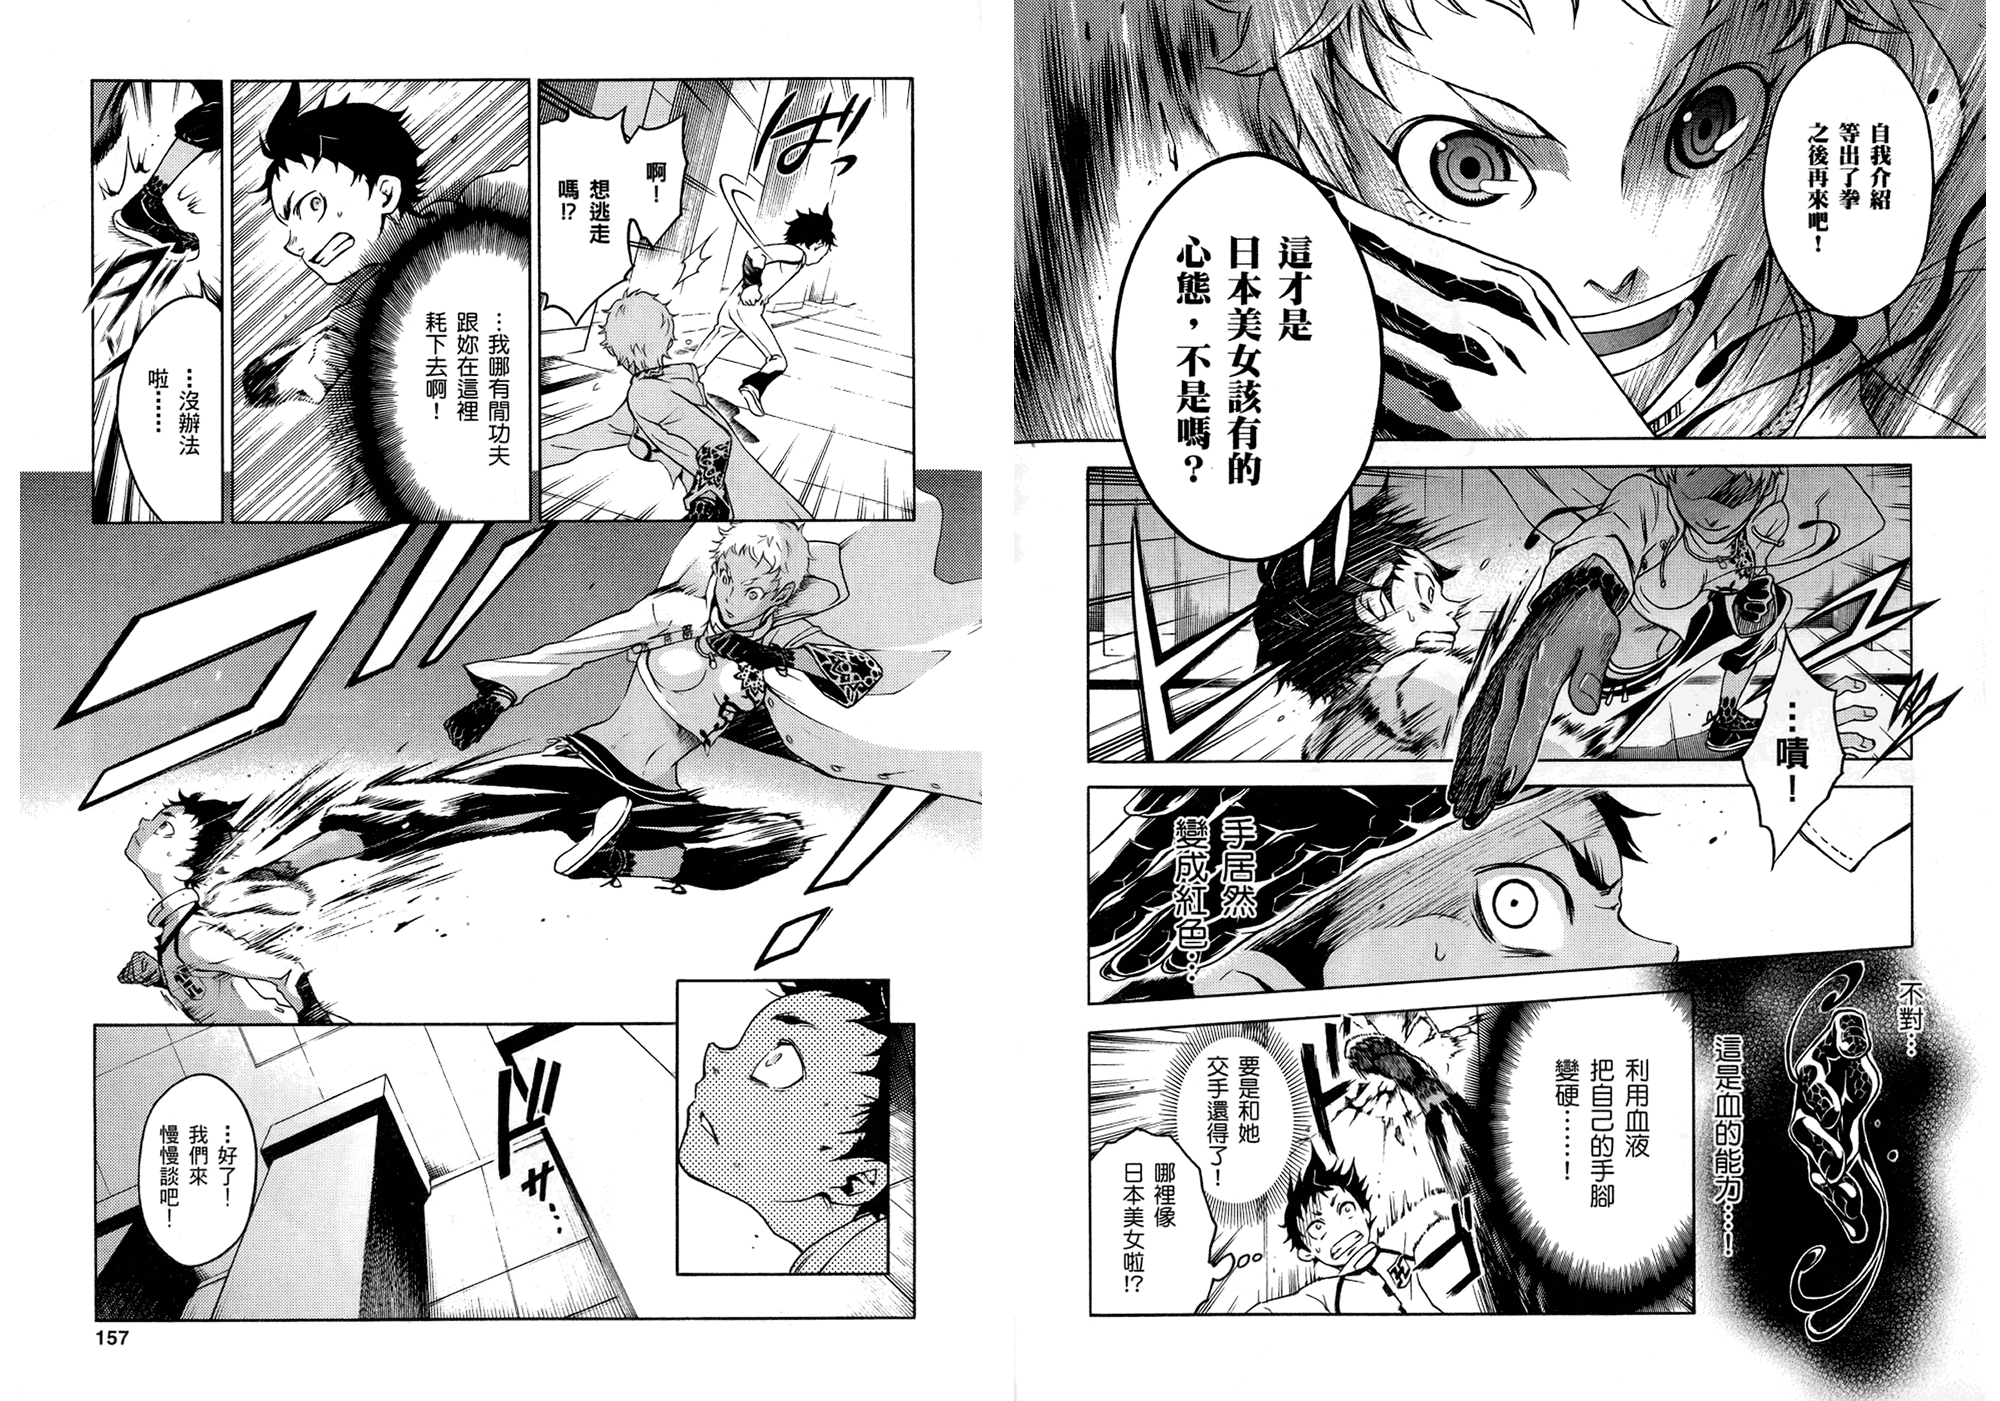 自我介紹
等出了拳
之後再來吧！
這才是
日本美女該有的
心態，不是嗎？
…嘖！
手居然
變成紅色…
不對…
這是血的能力…！
利用血液
把自己的手腳
變硬……！
要是和她
交手還得了！
哪裡像
日本美女啦!?
ばっ
啊！
想逃走
嗎!?
…我哪有閒功夫
跟妳在這裡
耗下去啊！
…沒辦法
啦……
…好了！
我們來
慢慢談吧！
157